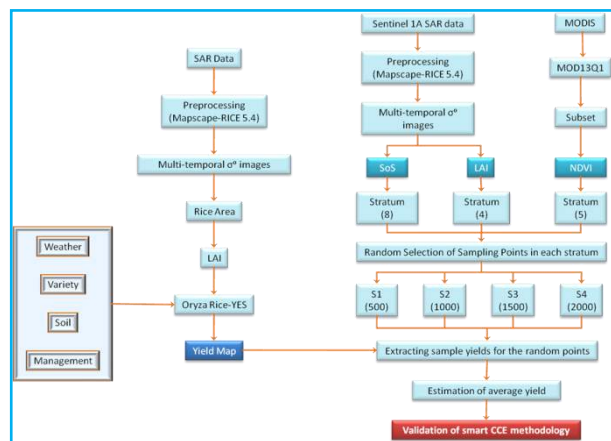 SAR Data
Preprocessing
(Mapscape-RICE 5.4)
Multi-temporal σ° images
Rice Area
LAI
Oryza Rice-YES
Yield Map
Weather
Variety
Soil
Management
Sentinel 1A SAR data
Preprocessing
(Mapscape-RICE 5.4)
Multi-temporal σ°
images
SoS
LAI
Stratum
(8)
Stratum
(4)
MODIS
MOD13Q1
Subset
NDVI
Stratum
(5)
Random Selection of Sampling Points in each stratum
S1
(500)
S2
(1000)
S3
(1500)
S4
(2000)
Extracting sample yields for the random points
Estimation of average yield
Validation of smart CCE methodology